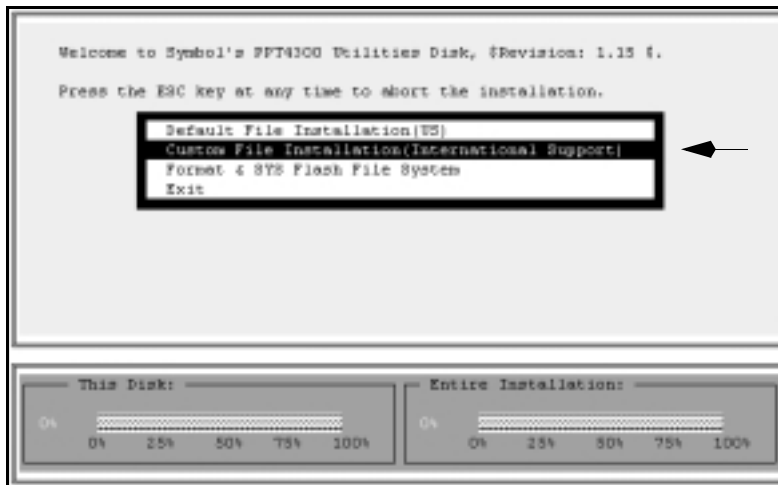 Welcome to Symbol's PPT4300 Utilities Disk, $Revision: 1.15 $.
Press the ESC key at any time to abort the installation.
Default File Installation(US)
Custom File Installation(International Support)
Format & SYS Flash File System
Exit
This Disk:
0%
0% 25% 50% 75% 100%
Entire Installation:
0%
0% 25% 50% 75% 100%